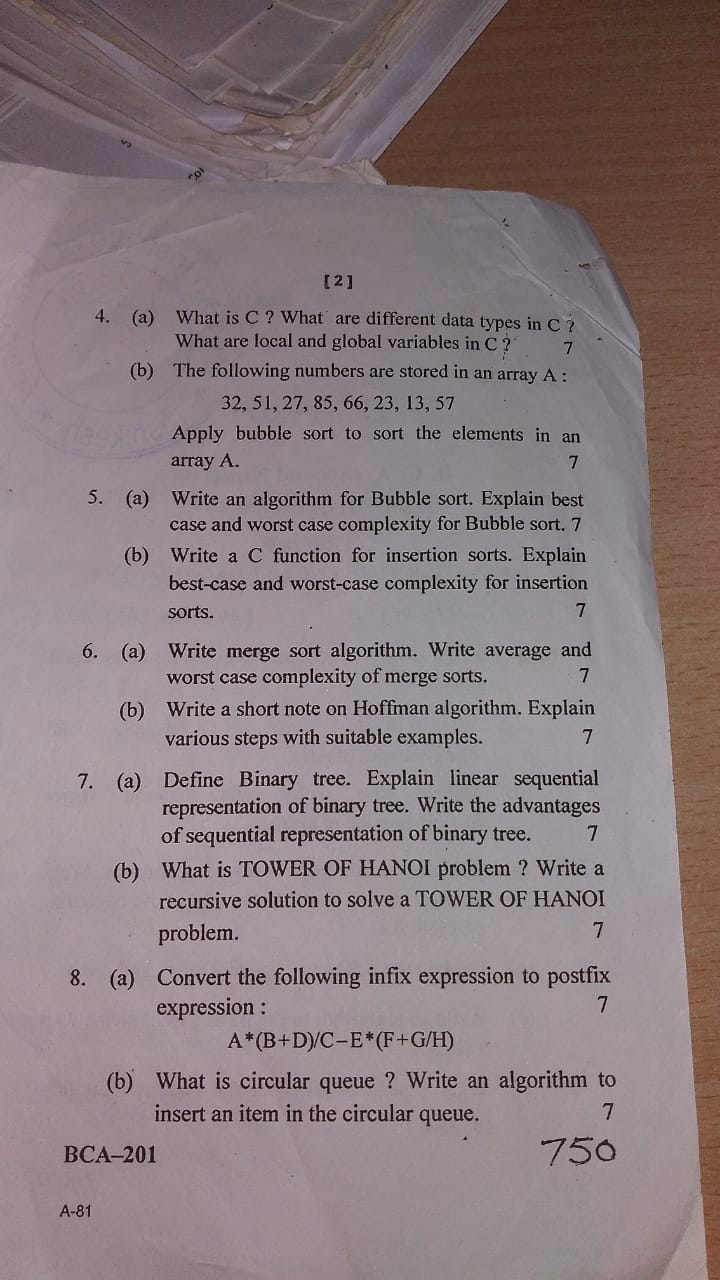 [ 2 ]
4. (a) What is C ? What are different data types in C ?
What are local and global variables in C ? 7
(b) The following numbers are stored in an array A :
32, 51, 27, 85, 66, 23, 13, 57
Apply bubble sort to sort the elements in an
array A. 7
5. (a) Write an algorithm for Bubble sort. Explain best
case and worst case complexity for Bubble sort. 7
(b) Write a C function for insertion sorts. Explain
best-case and worst-case complexity for insertion
sorts. 7
6. (a) Write merge sort algorithm. Write average and
worst case complexity of merge sorts. 7
(b) Write a short note on Hoffman algorithm. Explain
various steps with suitable examples. 7
7. (a) Define Binary tree. Explain linear sequential
representation of binary tree. Write the advantages
of sequential representation of binary tree. 7
(b) What is TOWER OF HANOI problem ? Write a
recursive solution to solve a TOWER OF HANOI
problem. 7
8. (a) Convert the following infix expression to postfix
expression : 7
A*(B+D)/C–E*(F+G/H)
(b) What is circular queue ? Write an algorithm to
insert an item in the circular queue. 7
BCA–201 750
A-81